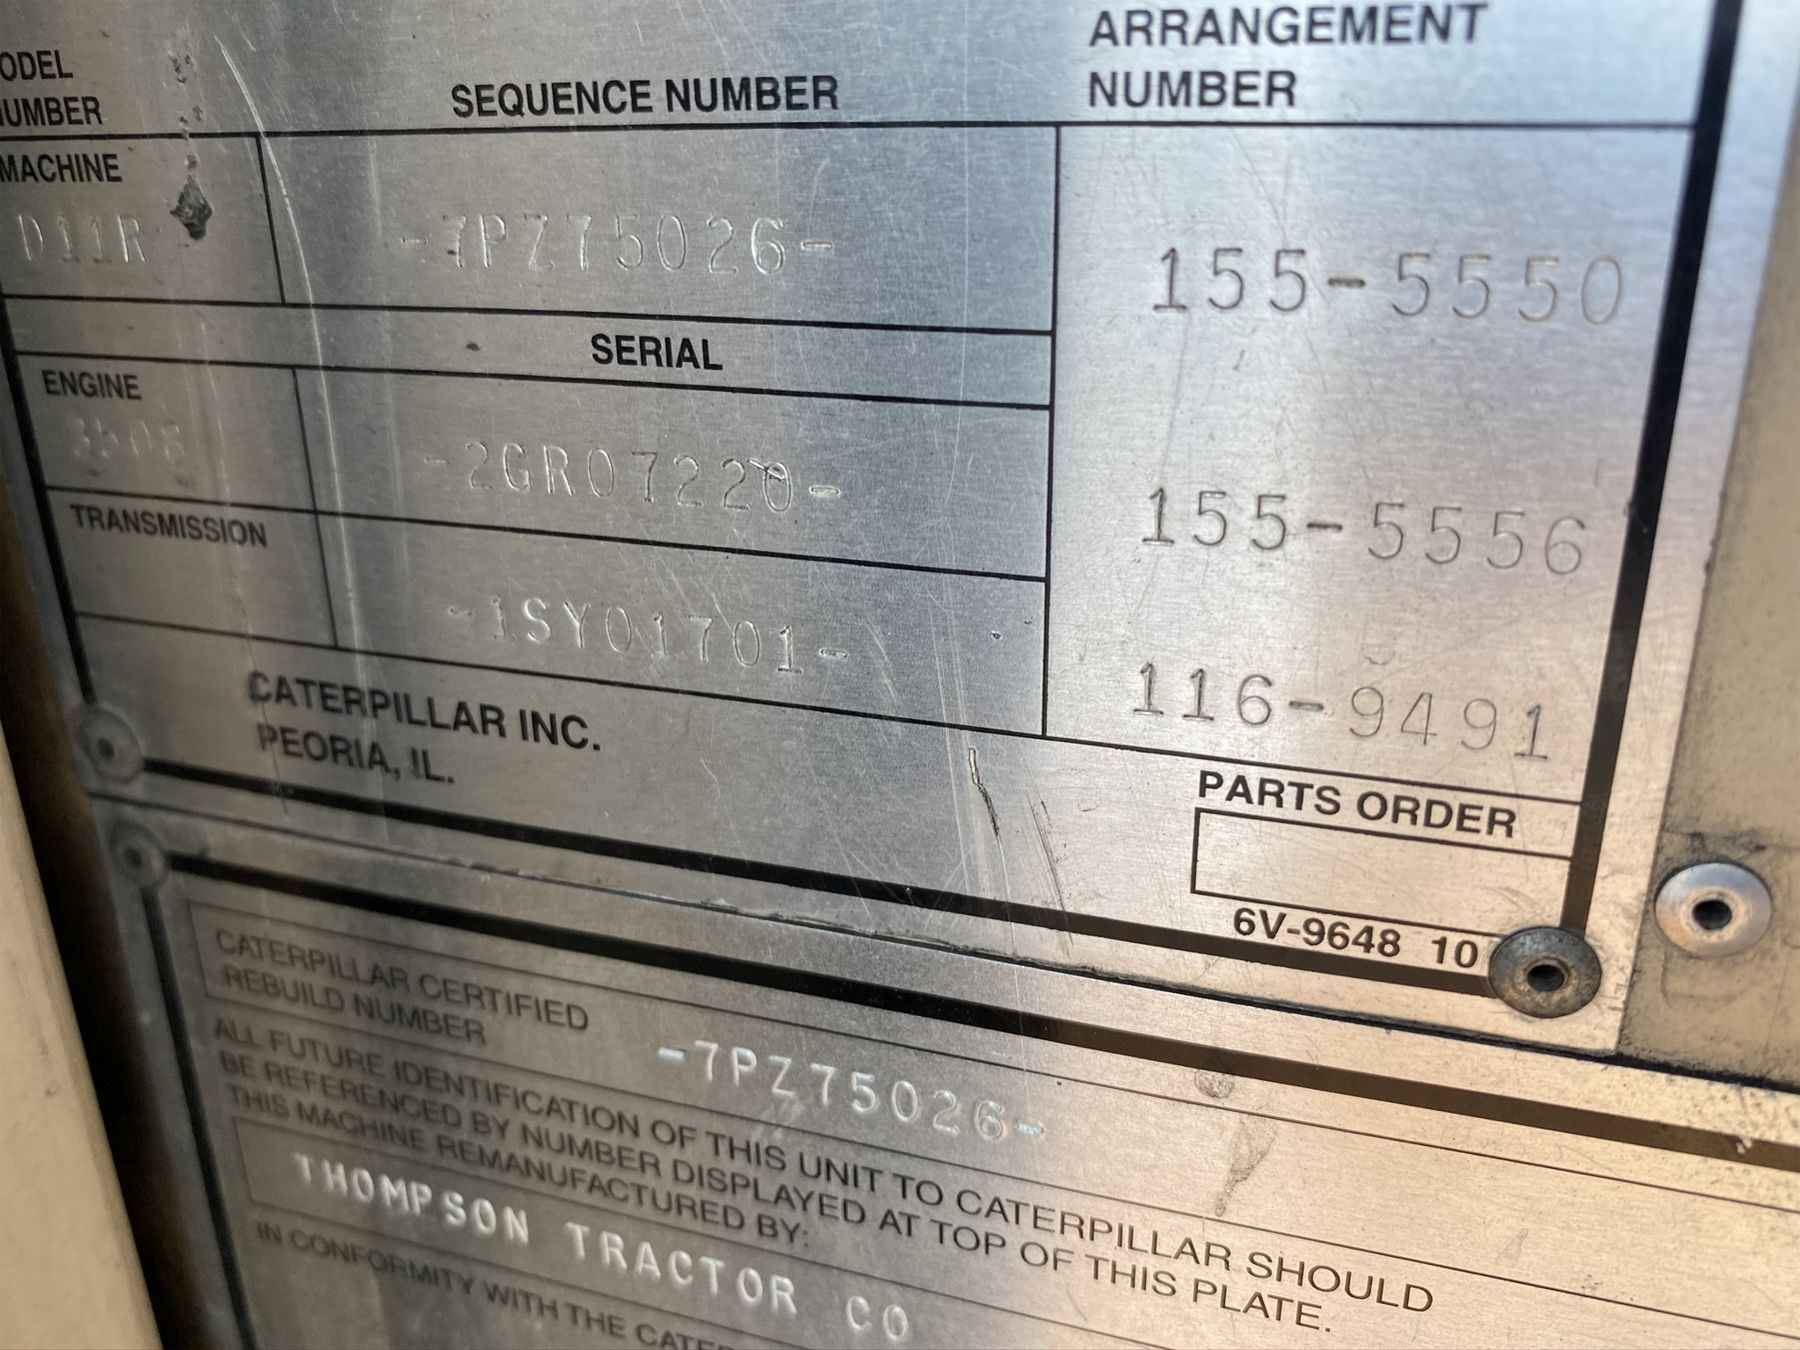 ODEL
NUMBER
SEQUENCE NUMBER
ARRANGEMENT
NUMBER
MACHINE
D11R
-7PZ75026-
155-5550
SERIAL
ENGINE
3508
-2GR07220-
155-5556
TRANSMISSION
-1SY01701-
116-9491
CATERPILLAR INC.
PEORIA, IL.
PARTS ORDER
6V-9648 10
CATERPILLAR CERTIFIED
REBUILD NUMBER
-7PZ75026-
ALL FUTURE IDENTIFICATION OF THIS UNIT TO CATERPILLAR SHOULD
BE REFERENCED BY NUMBER DISPLAYED AT TOP OF THIS PLATE.
THIS MACHINE REMANUFACTURED BY:
THOMPSON TRACTOR CO
IN CONFORMITY WITH THE CATER